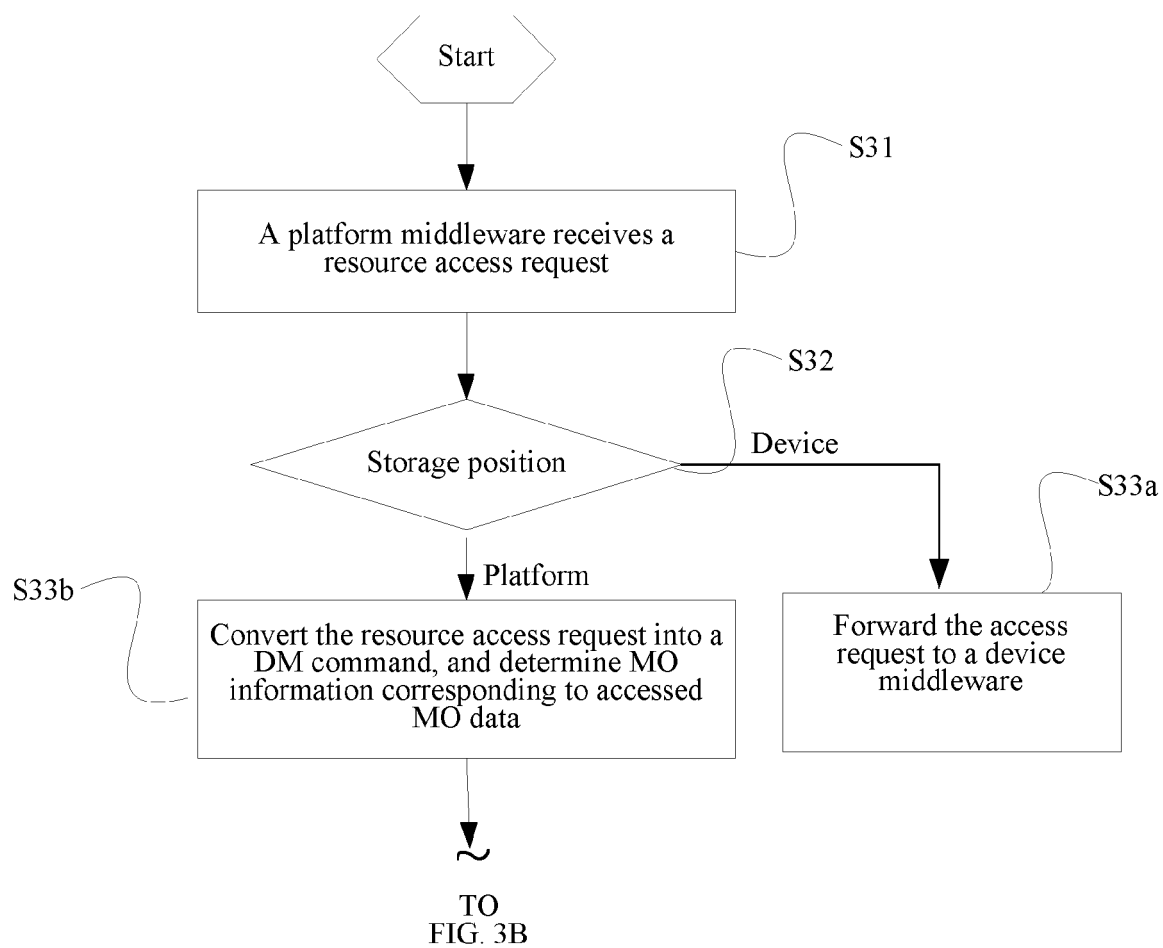 Start
S31
A platform middleware receives a
resource access request
S32
Storage position
Device
S33a
Platform
S33b
Convert the resource access request into a
DM command, and determine MO
information corresponding to accessed
MO data
Forward the access
request to a device
middleware
~
TO
FIG. 3B